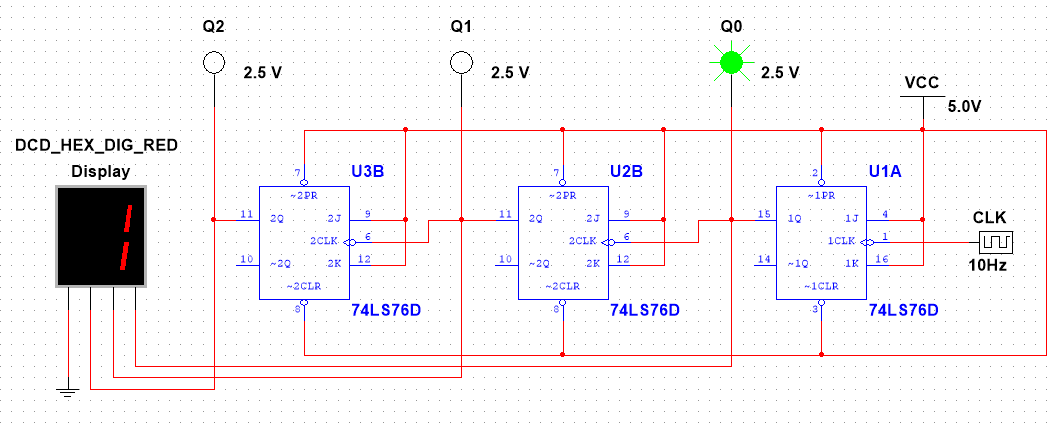 Q2
Q1
Q0
2.5 V
2.5 V
2.5 V
VCC
5.0V
DCD_HEX_DIG_RED
Display
1
U3B
U2B
U1A
7
~2PR
7
~2PR
2
~1PR
11
2Q
2J
9
11
2Q
2J
9
15
1Q
1J
4
2CLK
6
2CLK
6
1CLK
1
CLK
10
~2Q
2K
12
10
~2Q
2K
12
14
~1Q
1K
16
10Hz
~2CLR
~2CLR
~1CLR
8
74LS76D
8
74LS76D
3
74LS76D